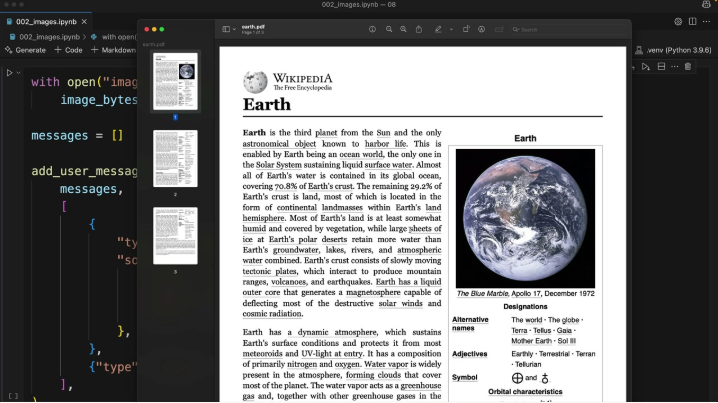 002_images.ipynb — 08
002_images.ipynb
002_images.ipynb > with open(
Generate + Code + Markdown
.venv (Python 3.9.6)
with open("imag
image_bytes
messages = []
add_user_messag
messages,
[
{
"ty
"so
},
},
{"type"
],
)
[ ]
earth.pdf
Page 1 of 3
Search
earth.pdf
1
2
3
WIKIPEDIA
The Free Encyclopedia
Earth
Earth is the third planet from the Sun and the only
astronomical object known to harbor life. This is
enabled by Earth being an ocean world, the only one in
the Solar System sustaining liquid surface water. Almost
all of Earth's water is contained in its global ocean,
covering 70.8% of Earth's crust. The remaining 29.2%
of Earth's crust is land, most of which is located in the
form of continental landmasses within Earth's land
hemisphere. Most of Earth's land is at least somewhat
humid and covered by vegetation, while large sheets of
ice at Earth's polar deserts retain more water than
Earth's groundwater, lakes, rivers, and atmospheric
water combined. Earth's crust consists of slowly moving
tectonic plates, which interact to produce mountain
ranges, volcanoes, and earthquakes. Earth has a liquid
outer core that generates a magnetosphere capable of
deflecting most of the destructive solar winds and
cosmic radiation.
Earth has a dynamic atmosphere, which sustains
Earth's surface conditions and protects it from most
meteoroids and UV-light at entry. It has a composition
of primarily nitrogen and oxygen. Water vapor is widely
present in the atmosphere, forming clouds that cover
most of the planet. The water vapor acts as a greenhouse
gas and, together with other greenhouse gases in the
Earth
The Blue Marble, Apollo 17, December 1972
Designations
Alternative names
The world · The globe ·
Terra · Tellus · Gaia ·
Mother Earth · Sol III
Adjectives
Earthly · Terrestrial · Terran
· Tellurian
Symbol
and
Orbital characteristics